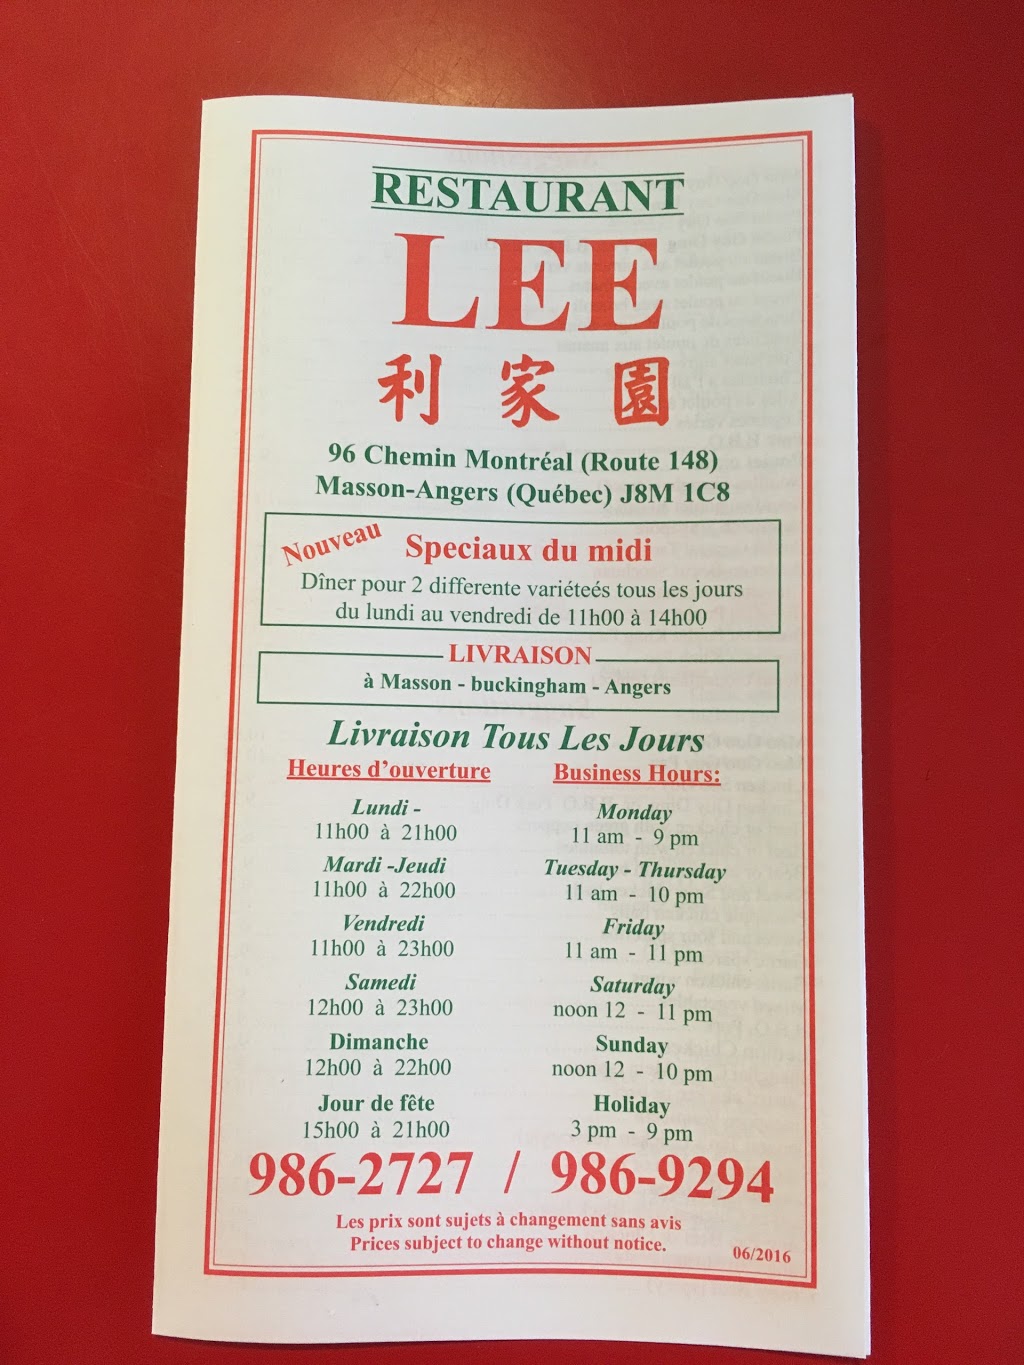 RESTAURANT
LEE
利家園
96 Chemin Montréal (Route 148)
Masson-Angers (Québec) J8M 1C8
Nouveau Speciaux du midi
Dîner pour 2 differente variéteés tous les jours
du lundi au vendredi de 11h00 à 14h00
LIVRAISON
à Masson - buckingham - Angers
Livraison Tous Les Jours
Heures d'ouverture Business Hours:
Lundi - Monday
11h00 à 21h00 11 am - 9 pm
Mardi -Jeudi Tuesday - Thursday
11h00 à 22h00 11 am - 10 pm
Vendredi Friday
11h00 à 23h00 11 am - 11 pm
Samedi Saturday
12h00 à 23h00 noon 12 - 11 pm
Dimanche Sunday
12h00 à 22h00 noon 12 - 10 pm
Jour de fête Holiday
15h00 à 21h00 3 pm - 9 pm
986-2727 / 986-9294
Les prix sont sujets à changement sans avis
Prices subject to change without notice.
06/2016